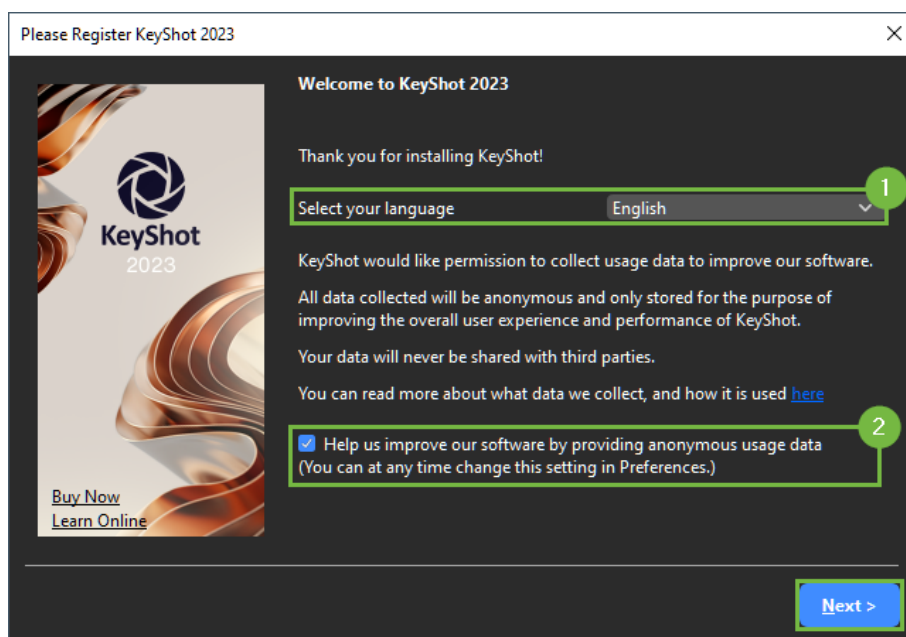 Please Register KeyShot 2023
Welcome to KeyShot 2023
Thank you for installing KeyShot!
1
Select your language English
KeyShot
2023
KeyShot would like permission to collect usage data to improve our software.
All data collected will be anonymous and only stored for the purpose of
improving the overall user experience and performance of KeyShot.
Your data will never be shared with third parties.
You can read more about what data we collect, and how it is used here
2
Help us improve our software by providing anonymous usage data
(You can at any time change this setting in Preferences.)
Buy Now
Learn Online
Next >